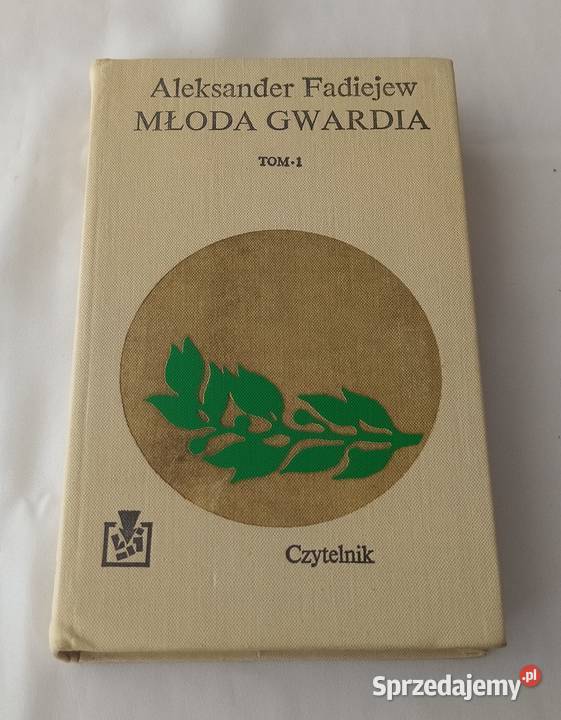 Aleksander Fadiejew
MŁODA GWARDIA
TOM·1
Czytelnik
Sprzedajemy.pl